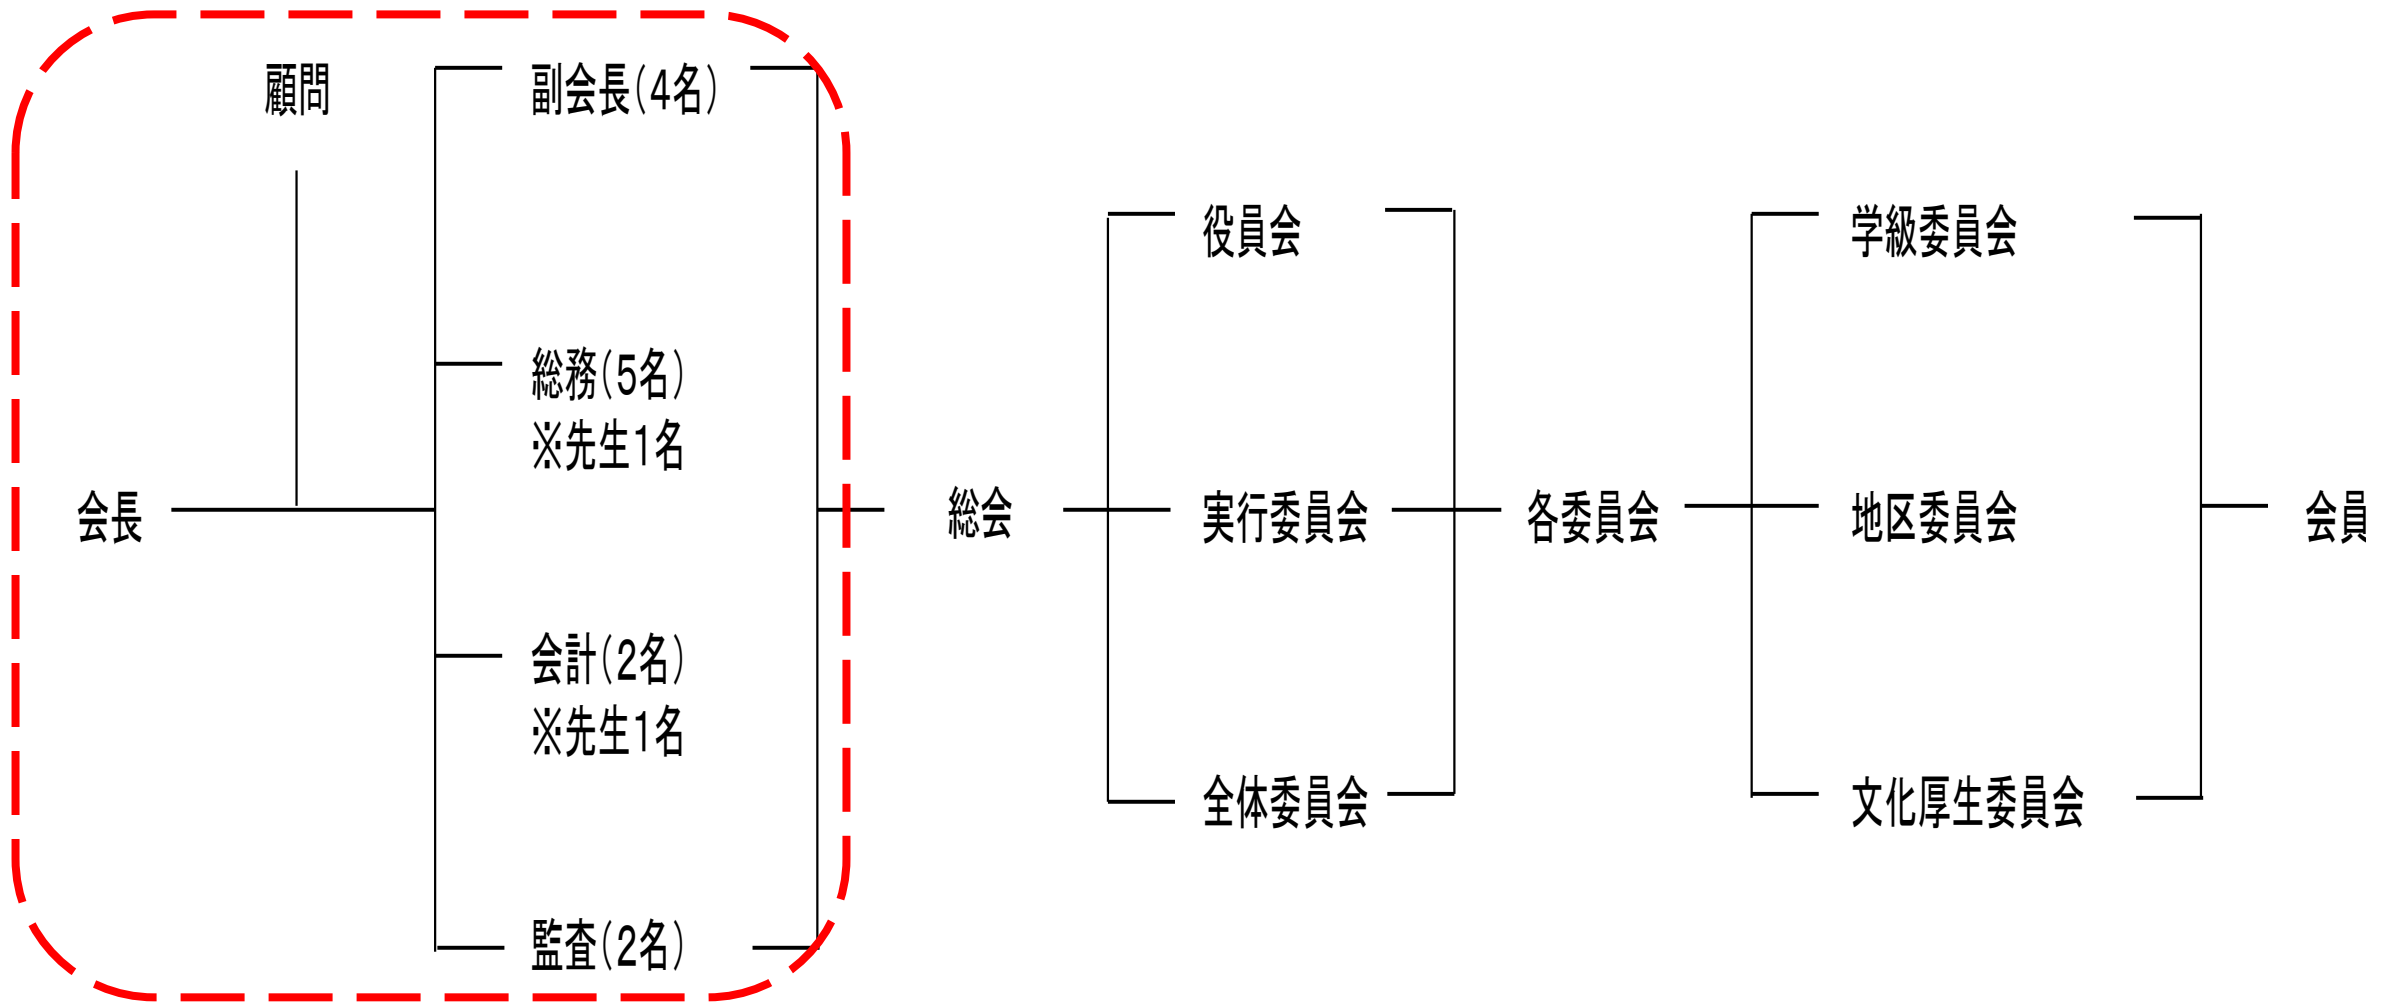 顧問
会長
副会長(4名)
総務(5名)
※先生1名
会計(2名)
※先生1名
監査(2名)
総会
役員会
実行委員会
全体委員会
各委員会
学級委員会
地区委員会
文化厚生委員会
会員